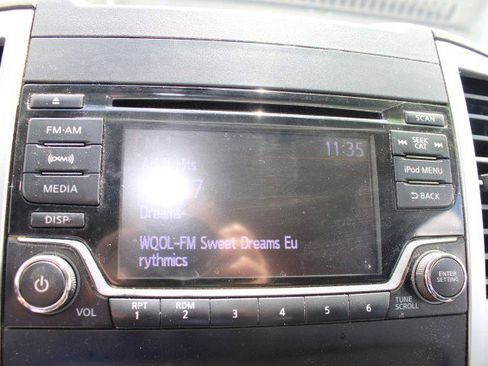 SCAN
FM·AM
11:35
SEEK
CAT
XM
iPod MENU
MEDIA
BACK
DISP
Dreams
WQOL-FM Sweet Dreams Eu
rythmics
ENTER
SETTING
VOL
RPT
1
RDM
2
3
4
5
6
TUNE
SCROLL